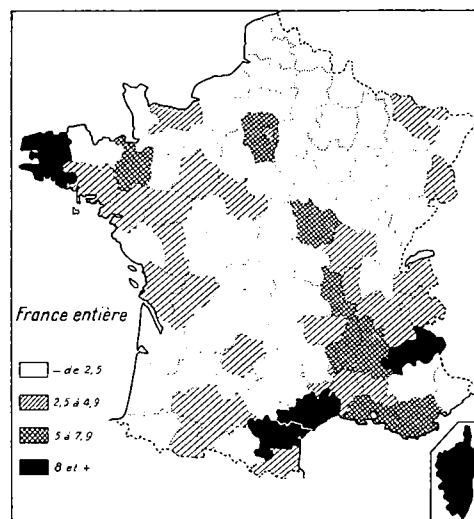 France entière
– de 2,5
2,5 à 4,9
5 à 7,9
8 et +